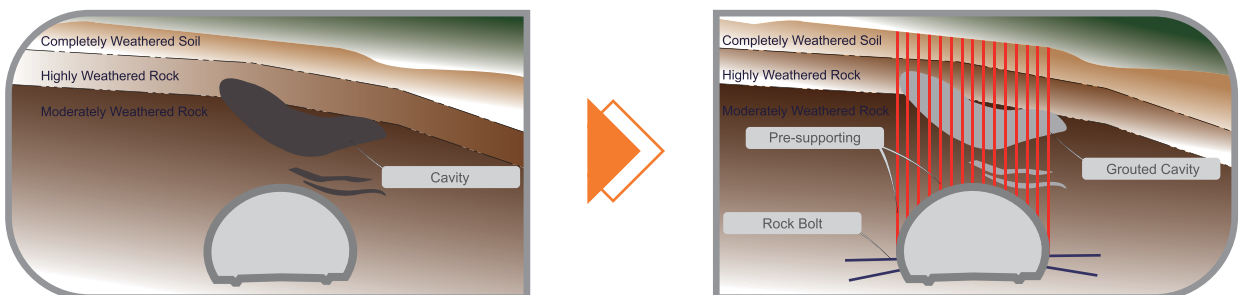 Completely Weathered Soil
Highly Weathered Rock
Moderately Weathered Rock
Cavity
Completely Weathered Soil
Highly Weathered Rock
Moderately Weathered Rock
Pre-supporting
Grouted Cavity
Rock Bolt